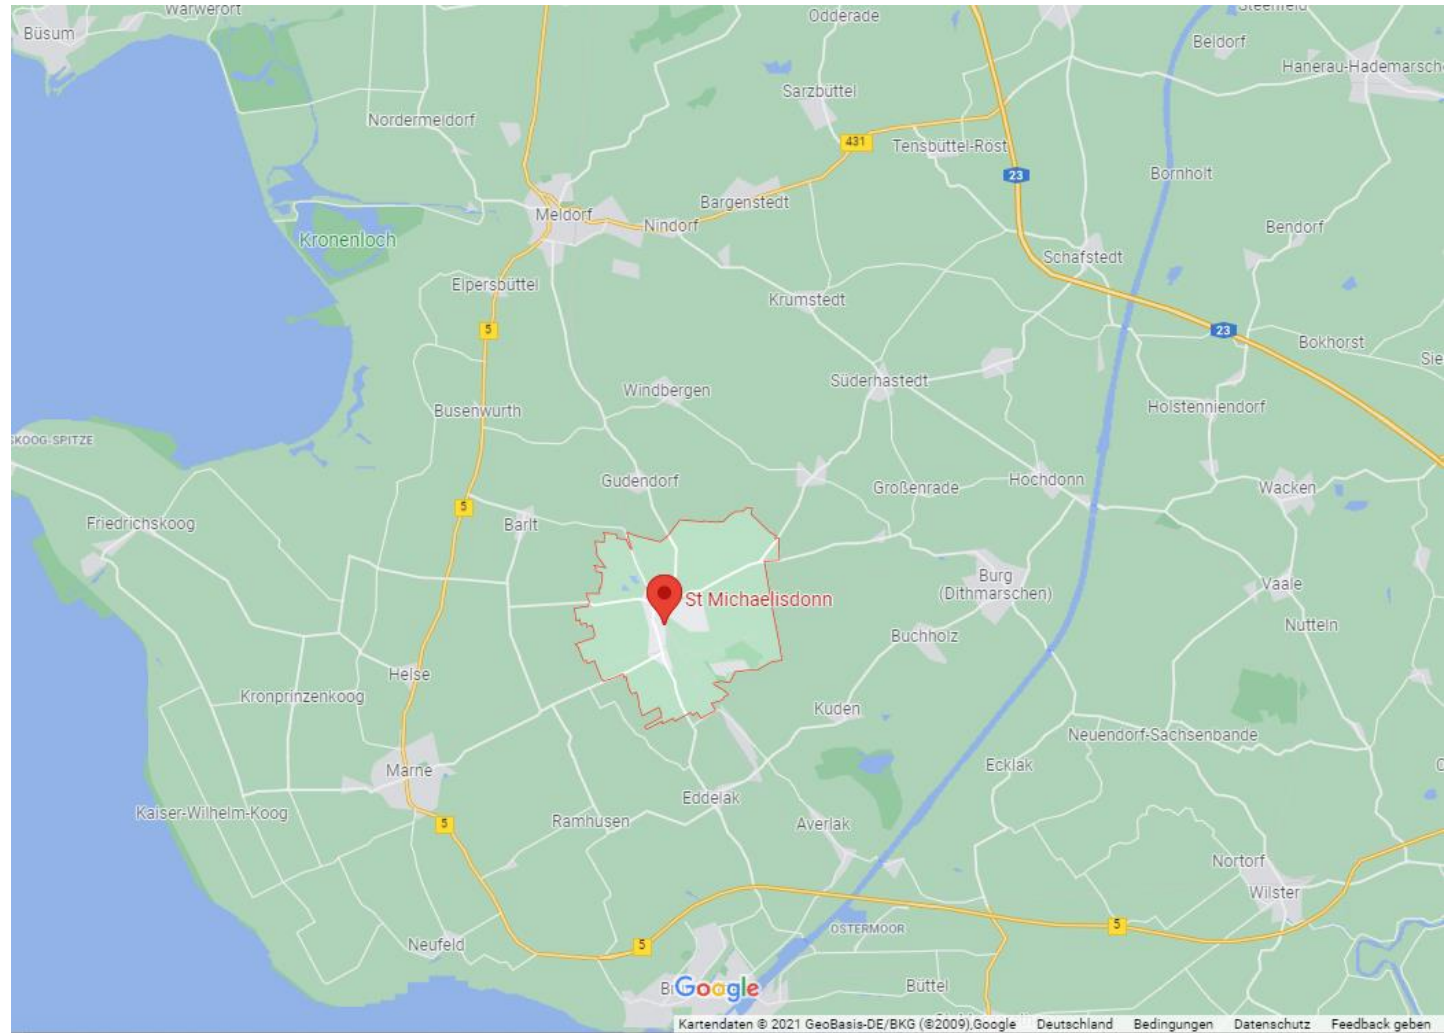 Warwerort
Büsum
Odderade
Beldorf
Hanerau-Hademarsch
Sarzbüttel
Nordermeldorf
431
Tensbüttel-Röst
23
Bornholt
Bargenstedt
Meldorf
Nindorf
Bendorf
Kronenloch
Schafstedt
Elpersbüttel
Krumstedt
5
23
Bokhorst
Sie
Windbergen
Süderhastedt
Holstenniendorf
Busenwurth
KOOG-SPITZE
Gudendorf
Hochdonn
Großenrade
Wacken
5
Friedrichskoog
Barlt
Burg
(Dithmarschen)
Vaale
St Michaelisdonn
Nutteln
Buchholz
Helse
Kronprinzenkoog
Kuden
Neuendorf-Sachsenbande
Ecklak
Marne
Eddelak
Kaiser-Wilhelm-Koog
5
Ramhusen
Averlak
Nortorf
Wilster
5
OSTERMOOR
Neufeld
5
Büttel
Google
Kartendaten © 2021 GeoBasis-DE/BKG (©2009),Google Deutschland Bedingungen Datenschutz Feedback geben